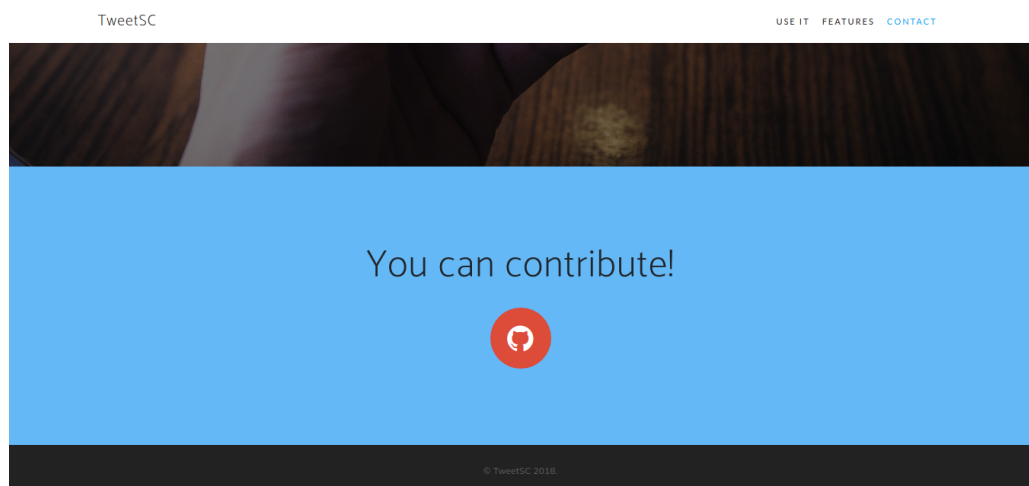 TweetSC
USE IT FEATURES CONTACT
You can contribute!
© TweetSC 2018.